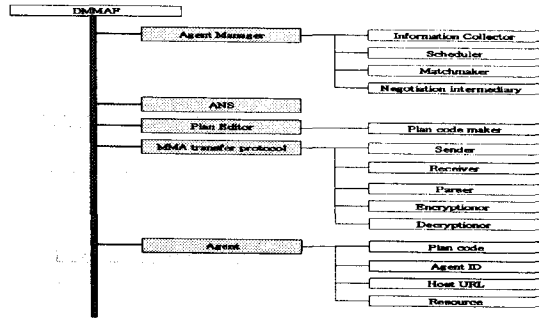 DMMAF
Agent Manager
Information Collector
Scheduler
Matchmaker
Negotiation intermediary
ANS
Plan Editor
Plan code maker
MMA transfer protocol
Sender
Receiver
Parser
Encryptionor
Decryptionor
Agent
Plan code
Agent ID
Host URL
Resource